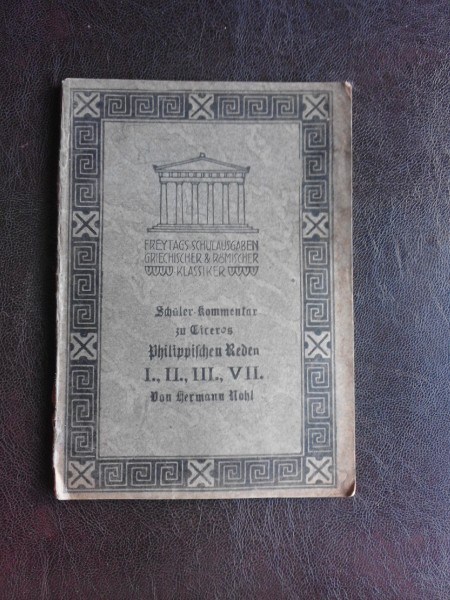 FREYTAGS SCHULAUSGABEN
GRIECHISCHER & RÖMISCHER
KLASSIKER
Schüler-Kommentar
zu Ciceros
Philippischen Reden
I., II., III., VII.
Von Hermann Nohl